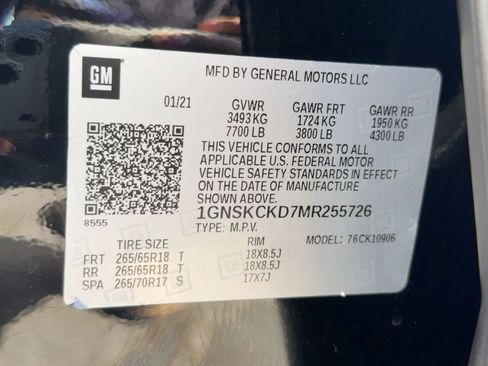 GM
MFD BY GENERAL MOTORS LLC
01/21 GVWR GAWR FRT GAWR RR
3493 KG 1724 KG 1950 KG
7700 LB 3800 LB 4300 LB
THIS VEHICLE CONFORMS TO ALL
APPLICABLE U.S. FEDERAL MOTOR
VEHICLE SAFETY STANDARDS IN EFFECT
ON THE DATE OF MANUFACTURE
SHOWN ABOVE.
1GNSKCKD7MR255726
8555
TYPE: M.P.V. MODEL: 76CK10906
TIRE SIZE RIM
FRT 265/65R18 T 18X8.5J
RR 265/65R18 T 18X8.5J
SPA 265/70R17 S 17X7J